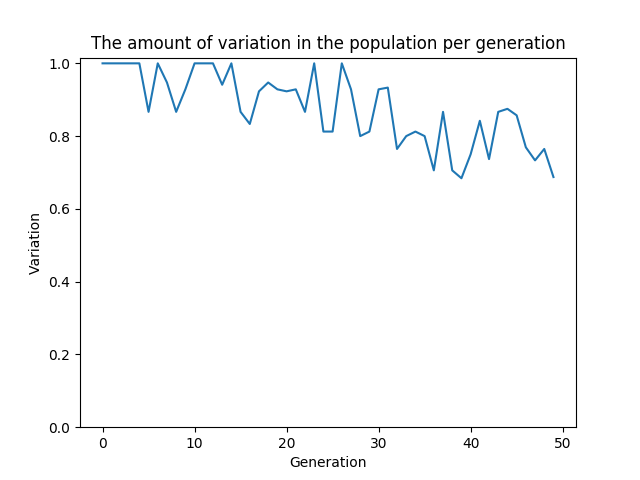 The amount of variation in the population per generation
1.0
0.8
0.6
0.4
0.2
0.0
Variation
0 10 20 30 40 50
Generation